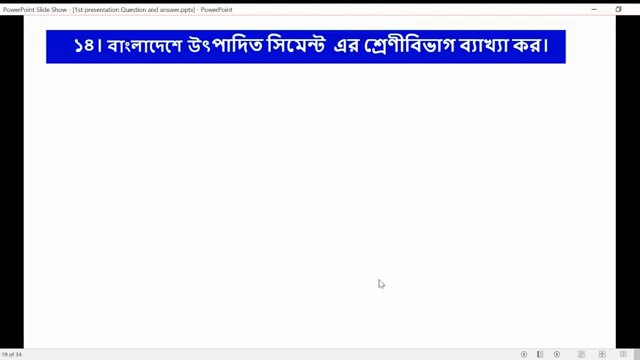 PowerPoint Slide Show - [1st presentation Question and answer.pptx] - PowerPoint
১৪। বাংলাদেশে উৎপাদিত সিমেন্ট এর শ্রেণীবিভাগ ব্যাখ্যা কর।
19 of 34